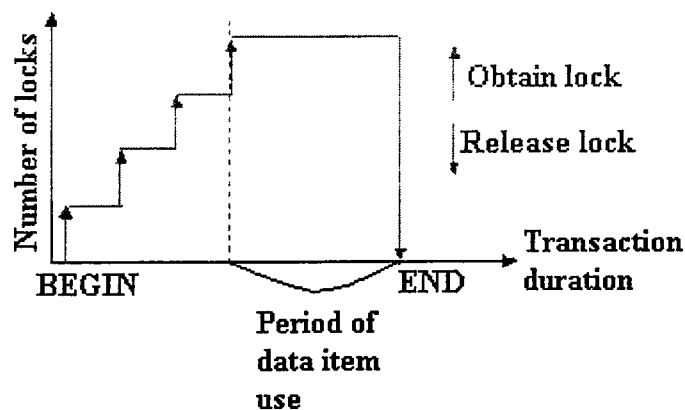 Number of locks
Obtain lock
Release lock
BEGIN
END
Transaction
duration
Period of
data item
use